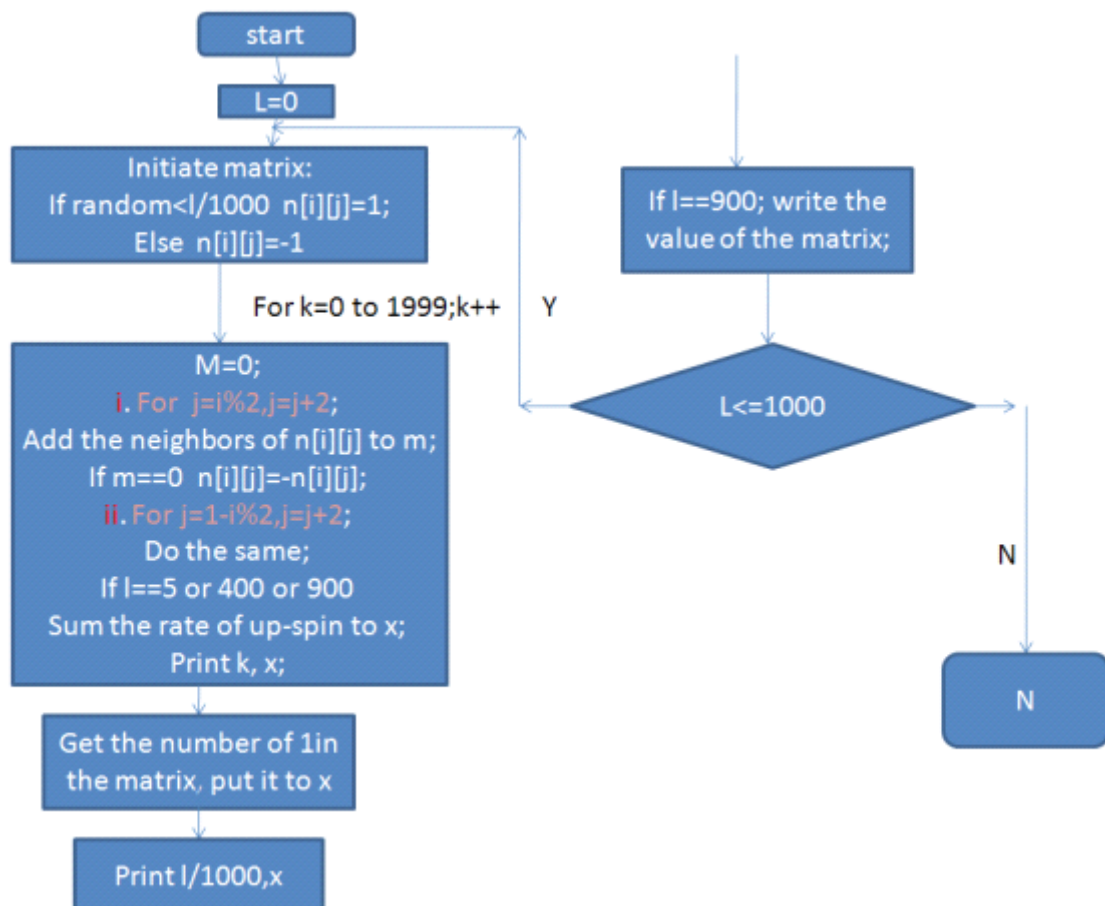 start
L=0
Initiate matrix:
If random<l/1000 n[i][j]=1;
Else n[i][j]=-1
For k=0 to 1999;k++
M=0;
i. For j=i%2,j=j+2;
Add the neighbors of n[i][j] to m;
If m==0 n[i][j]=-n[i][j];
ii. For j=1-i%2,j=j+2;
Do the same;
If l==5 or 400 or 900
Sum the rate of up-spin to x;
Print k, x;
Get the number of 1in
the matrix, put it to x
Print l/1000,x
If l==900; write the
value of the matrix;
Y
L<=1000
N
N